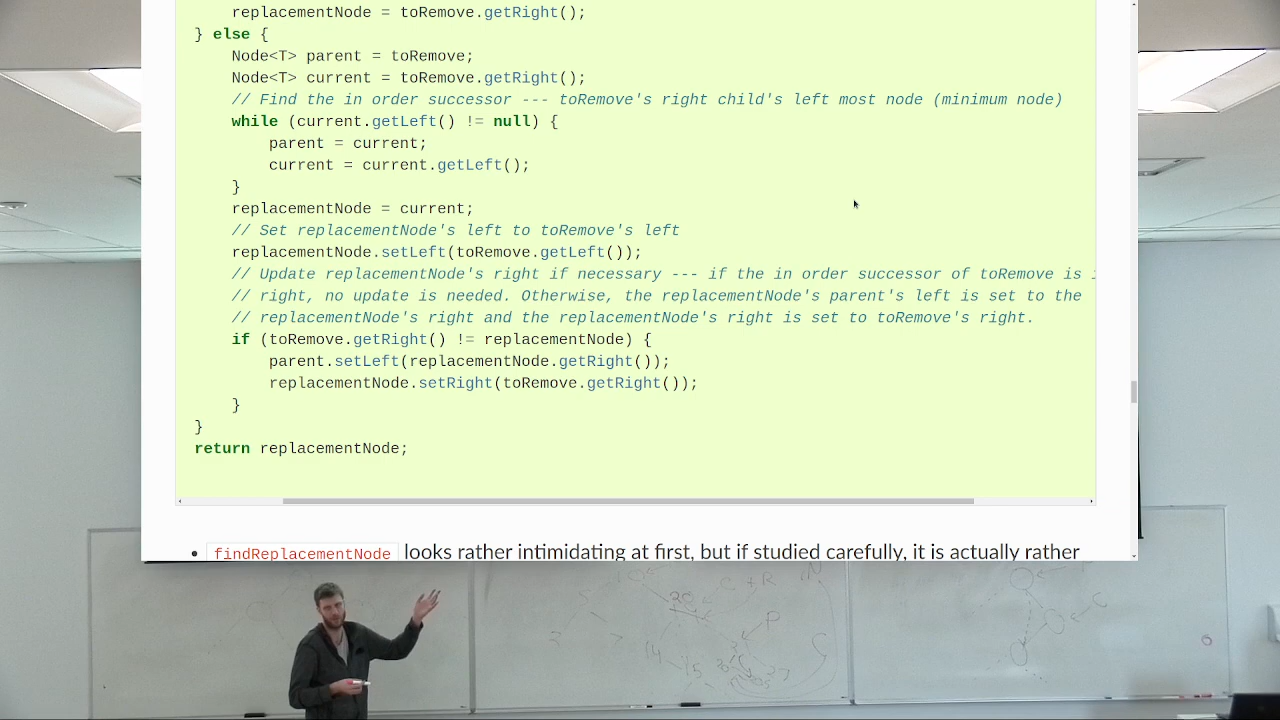 replacementNode = toRemove.getRight();
} else {
Node<T> parent = toRemove;
Node<T> current = toRemove.getRight();
// Find the in order successor --- toRemove's right child's left most node (minimum node)
while (current.getLeft() != null) {
parent = current;
current = current.getLeft();
}
replacementNode = current;
// Set replacementNode's left to toRemove's left
replacementNode.setLeft(toRemove.getLeft());
// Update replacementNode's right if necessary --- if the in order successor of toRemove is
// right, no update is needed. Otherwise, the replacementNode's parent's left is set to the
// replacementNode's right and the replacementNode's right is set to toRemove's right.
if (toRemove.getRight() != replacementNode) {
parent.setLeft(replacementNode.getRight());
replacementNode.setRight(toRemove.getRight());
}
}
return replacementNode;
findReplacementNode looks rather intimidating at first, but if studied carefully, it is actually rather
C
R
P
C
14
15
C